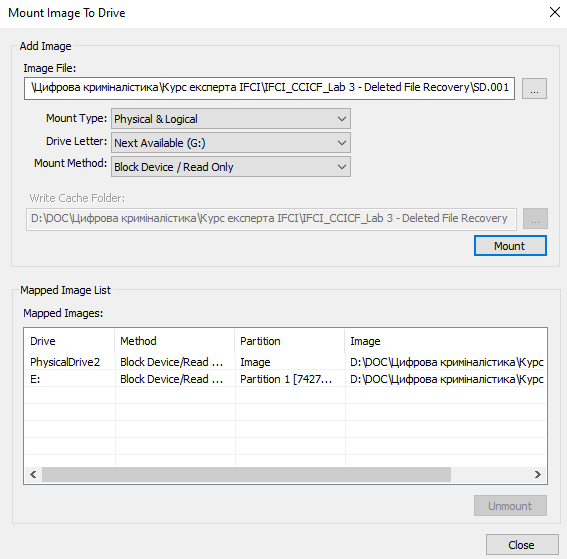 Mount Image To Drive
Add Image
Image File:
\Цифрова криміналістика\Курс експерта IFCI\IFCI_CCICF_Lab 3 - Deleted File Recovery\SD.001
...
Mount Type: Physical & Logical
Drive Letter: Next Available (G:)
Mount Method: Block Device / Read Only
Write Cache Folder:
D:\DOC\Цифрова криміналістика\Курс експерта IFCI\IFCI_CCICF_Lab 3 - Deleted File Recovery
...
Mount
Mapped Image List
Mapped Images:
Drive Method Partition Image
PhysicalDrive2 Block Device/Read ... Image D:\DOC\Цифрова криміналістика\Курс
E: Block Device/Read ... Partition 1 [7427... D:\DOC\Цифрова криміналістика\Курс
Unmount
Close